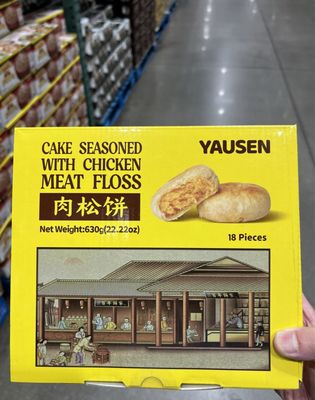 CAKE SEASONED
WITH CHICKEN
MEAT FLOSS
YAUSEN
肉松饼
Net Weight:630g(22.22oz)
18 Pieces